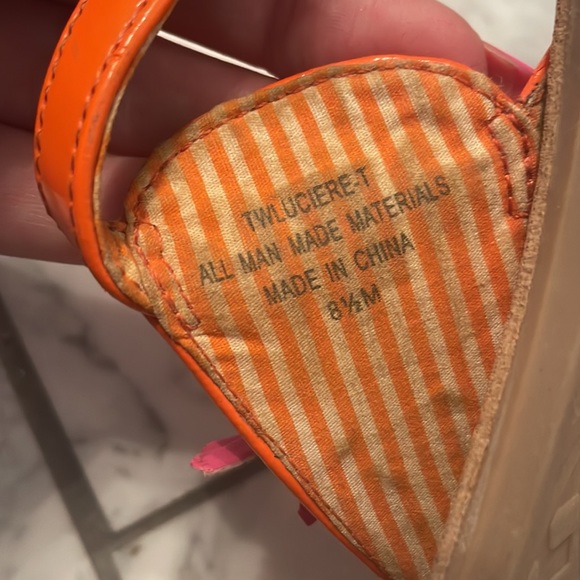 TWLUCIERE-T
ALL MAN MADE MATERIALS
MADE IN CHINA
8½M